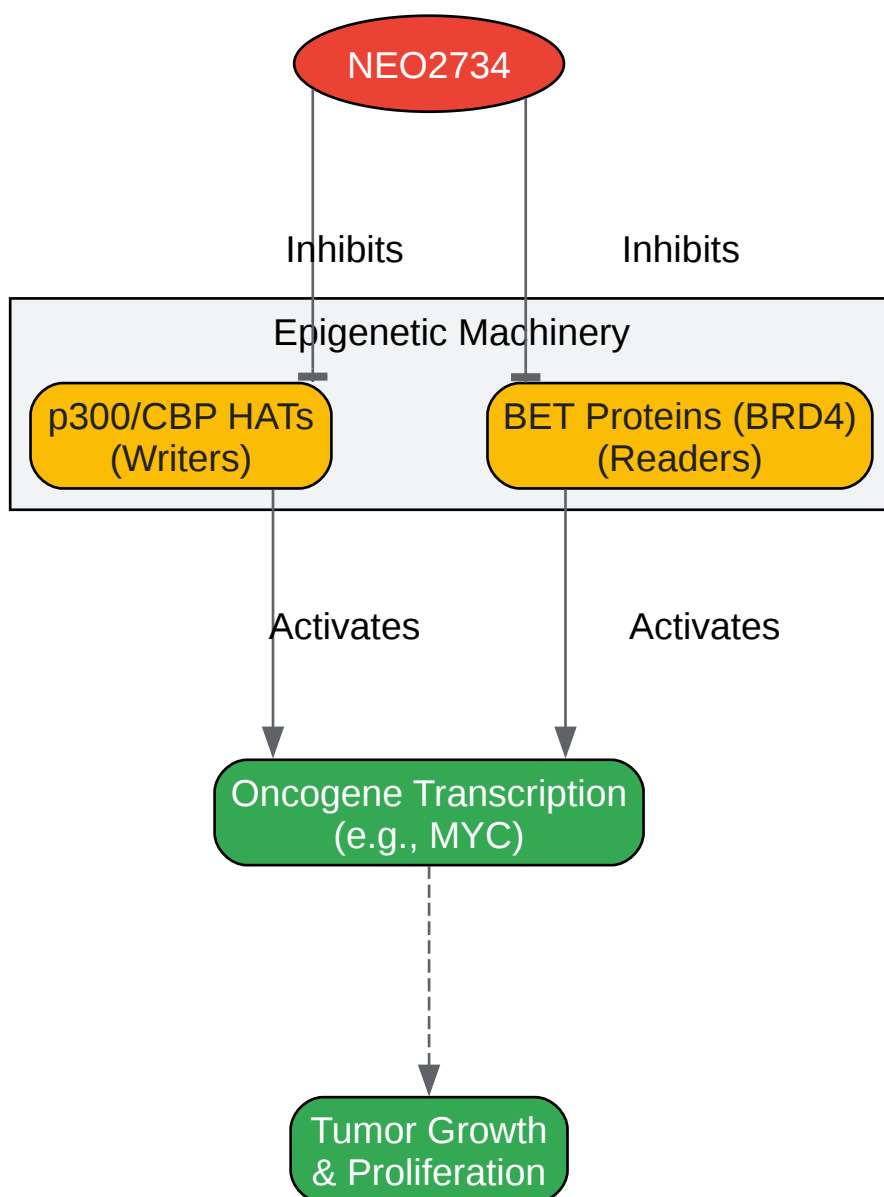 NEO2734
Inhibits
Inhibits
Epigenetic Machinery
p300/CBP HATs
(Writers)
BET Proteins (BRD4)
(Readers)
Activates
Activates
Oncogene Transcription
(e.g., MYC)
Tumor Growth
& Proliferation